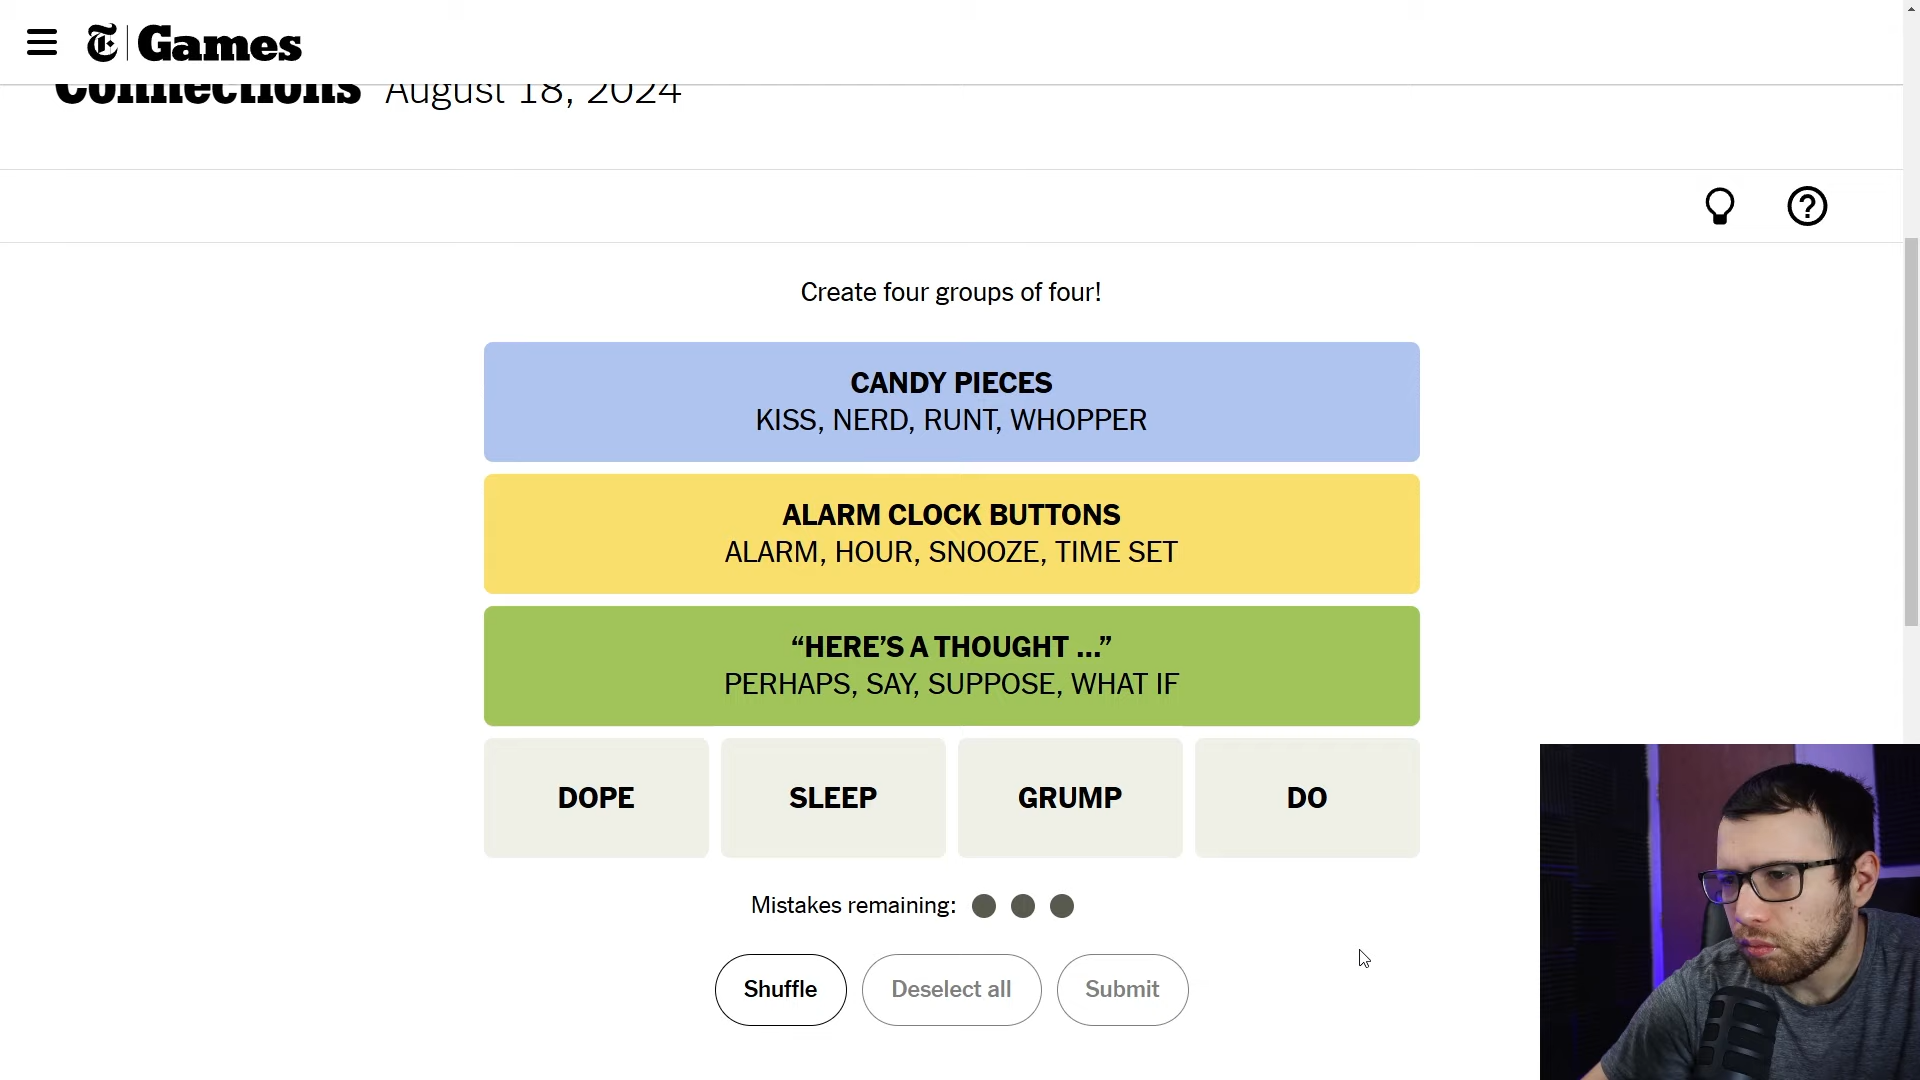 T Games
Connections August 18, 2024
Create four groups of four!
CANDY PIECES
KISS, NERD, RUNT, WHOPPER
ALARM CLOCK BUTTONS
ALARM, HOUR, SNOOZE, TIME SET
“HERE’S A THOUGHT ...”
PERHAPS, SAY, SUPPOSE, WHAT IF
DOPE SLEEP GRUMP DO
Mistakes remaining:
Shuffle Deselect all Submit